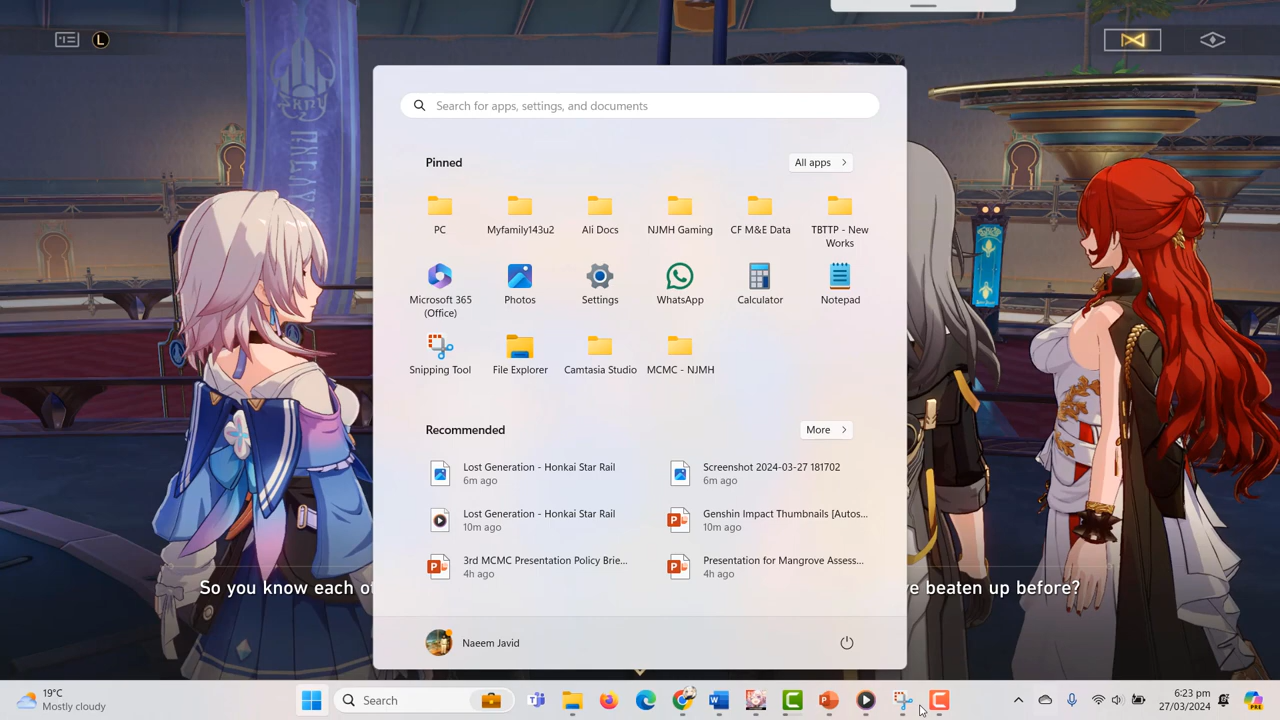 L
Search for apps, settings, and documents
Pinned
All apps
PC
Myfamily143u2
Ali Docs
NJMH Gaming
CF M&E Data
TBTTP - New
Works
Microsoft 365
(Office)
Photos
Settings
WhatsApp
Calculator
Notepad
Snipping Tool
File Explorer
Camtasia Studio
MCMC - NJMH
Recommended
More
Lost Generation - Honkai Star Rail
6m ago
Screenshot 2024-03-27 181702
6m ago
Lost Generation - Honkai Star Rail
10m ago
Genshin Impact Thumbnails [Autos...
10m ago
3rd MCMC Presentation Policy Brie...
4h ago
Presentation for Mangrove Assess...
4h ago
So you know each o
ve beaten up before?
Naeem Javid
19°C
Mostly cloudy
Search
6:23 pm
27/03/2024
PRE